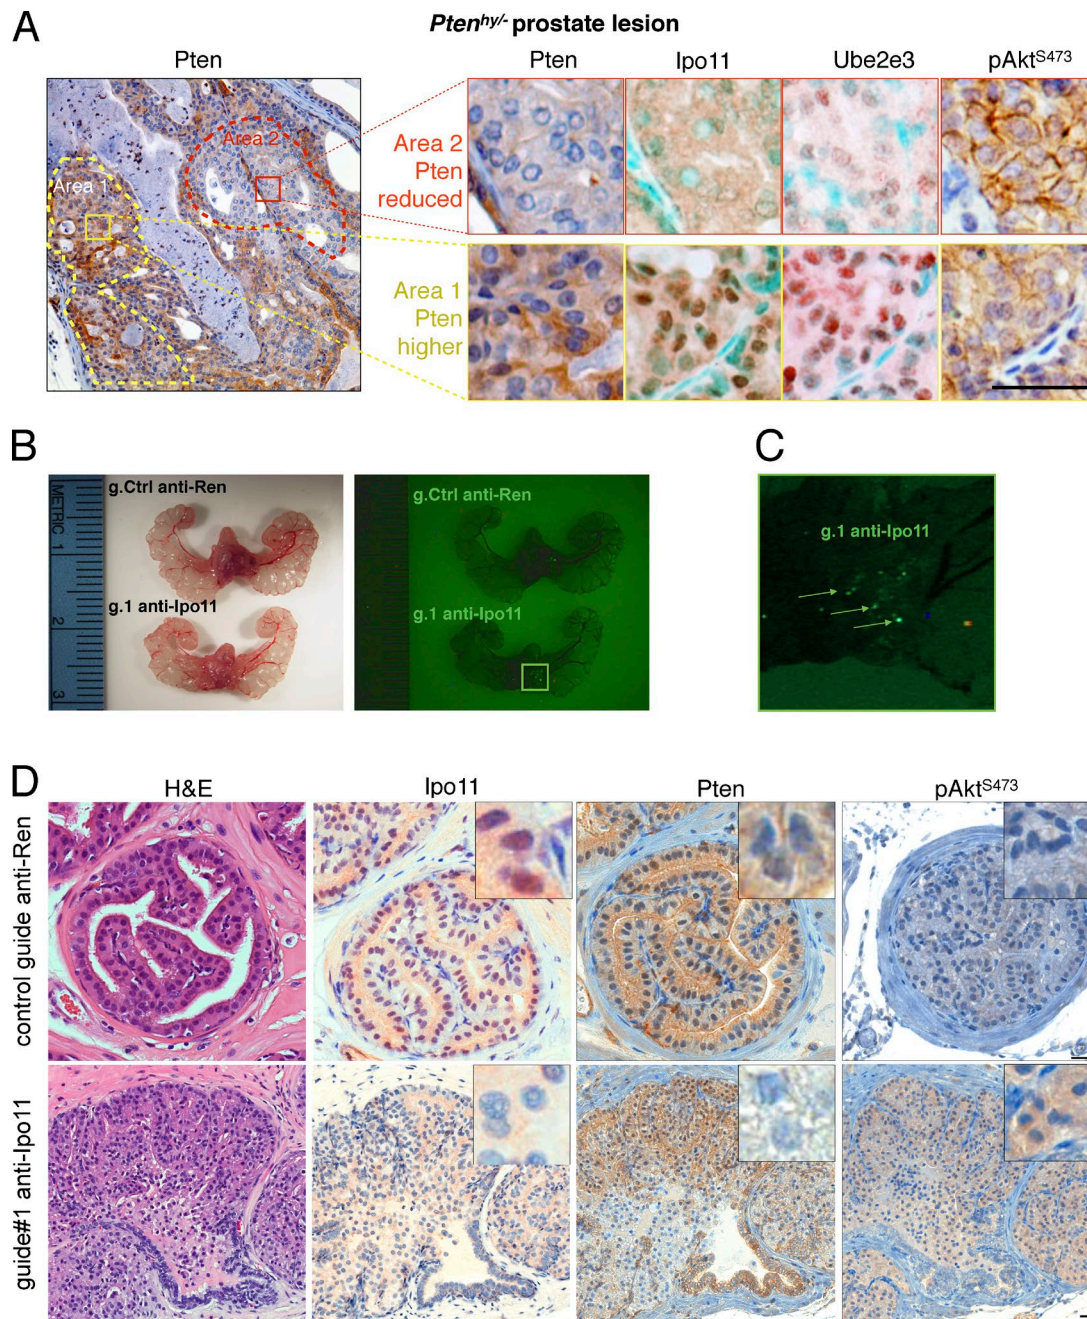 A
Pten^hy/- prostate lesion
Pten
Pten
Ipo11
Ube2e3
pAkt^S473
Area 2
Area 1
Area 2
Pten
reduced
Area 1
Pten
higher
B
METRIC 1
2
3
g.Ctrl anti-Ren
g.1 anti-Ipo11
g.Ctrl anti-Ren
g.1 anti-Ipo11
C
g.1 anti-Ipo11
D
H&E
Ipo11
Pten
pAkt^S473
control guide anti-Ren
guide#1 anti-Ipo11